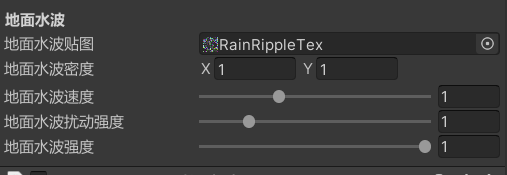 地面水波
地面水波贴图 RainRippleTex
地面水波密度 X 1 Y 1
地面水波速度 1
地面水波扰动强度 1
地面水波强度 1